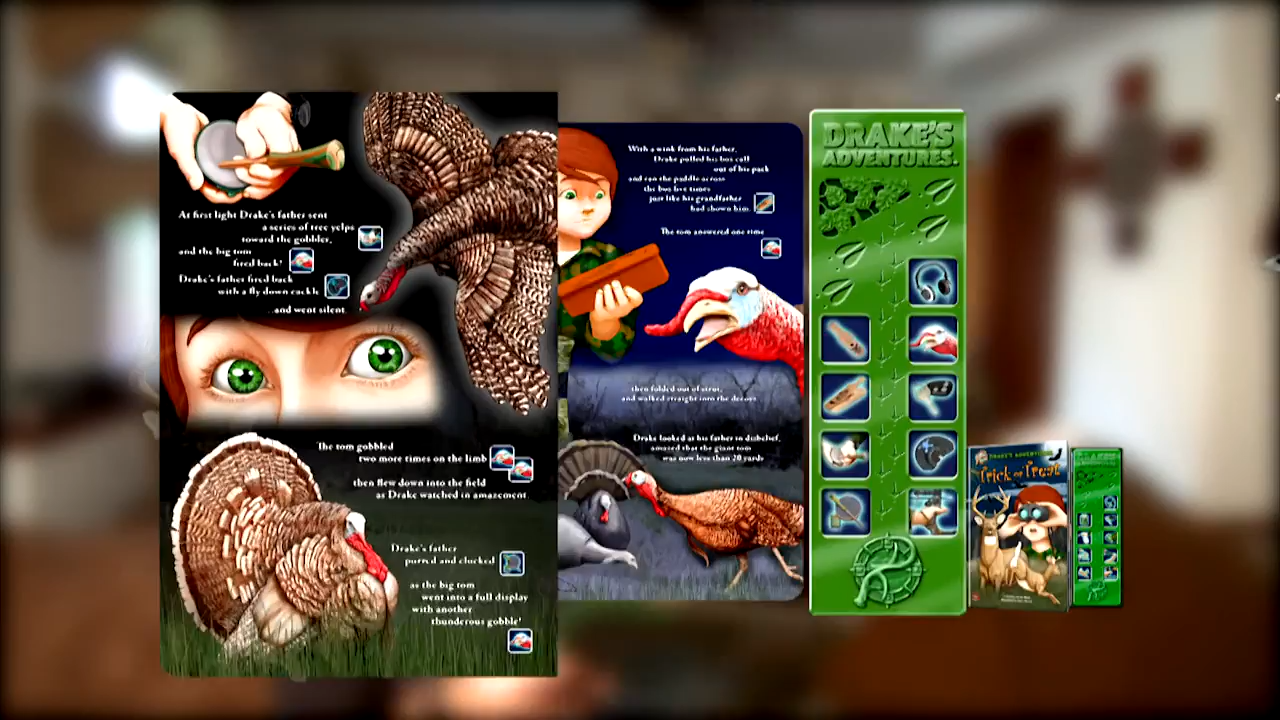 At first light Drake's father sent
a series of tree yelps
toward the gobbler,
and the big tom
fired back!
Drake's father fired back
with a fly down cackle
...and went silent.
The tom gobbled
two more times on the limb
then flew down into the field
as Drake watched in amazement.
Drake's father
purred and clucked
as the big tom
went into a full display
with another
thunderous gobble!
With a wink from his father,
Drake pulled his box call
out of his pack
and ran the paddle across
the box five times
just like his grandfather
had shown him.
The tom answered one time
then folded out of strut,
and walked straight into the decoys
Drake looked at his father in disbelief,
amazed that the giant tom
was now less than 20 yards
DRAKE'S
ADVENTURES.
DRAKE'S ADVENTURES
Trick or Treat